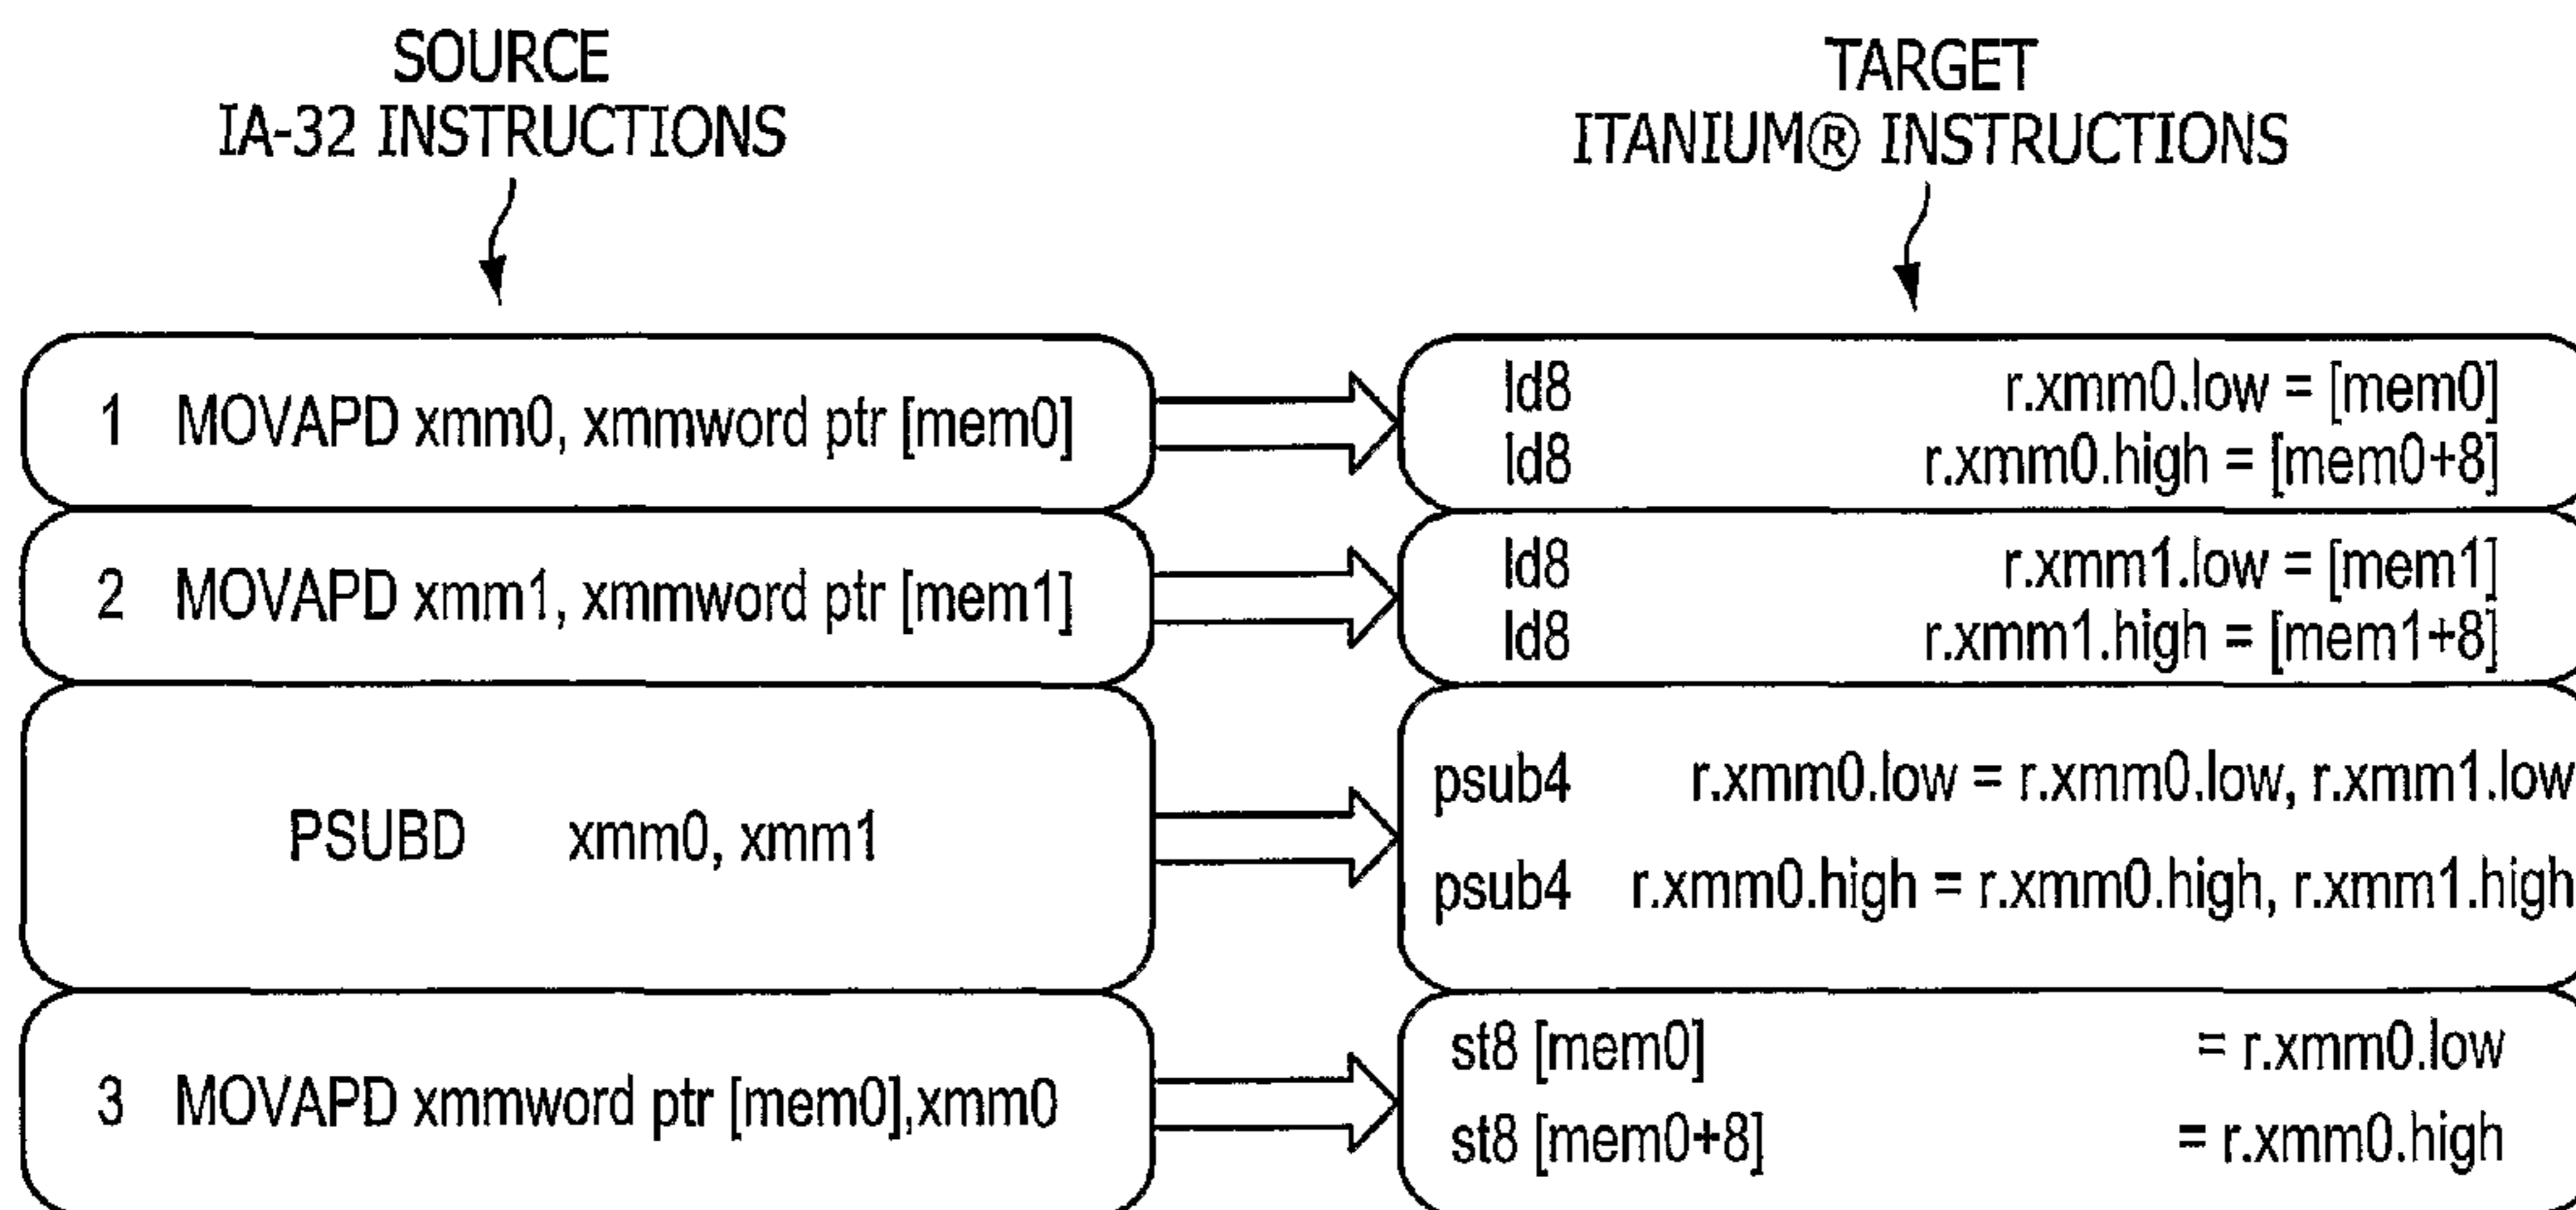 SOURCE
IA-32 INSTRUCTIONS
TARGET
ITANIUM® INSTRUCTIONS
1 MOVAPD xmm0, xmmword ptr [mem0]
ld8 r.xmm0.low = [mem0]
ld8 r.xmm0.high = [mem0+8]
2 MOVAPD xmm1, xmmword ptr [mem1]
ld8 r.xmm1.low = [mem1]
ld8 r.xmm1.high = [mem1+8]
PSUBD xmm0, xmm1
psub4 r.xmm0.low = r.xmm0.low, r.xmm1.low
psub4 r.xmm0.high = r.xmm0.high, r.xmm1.high
3 MOVAPD xmmword ptr [mem0],xmm0
st8 [mem0] = r.xmm0.low
st8 [mem0+8] = r.xmm0.high